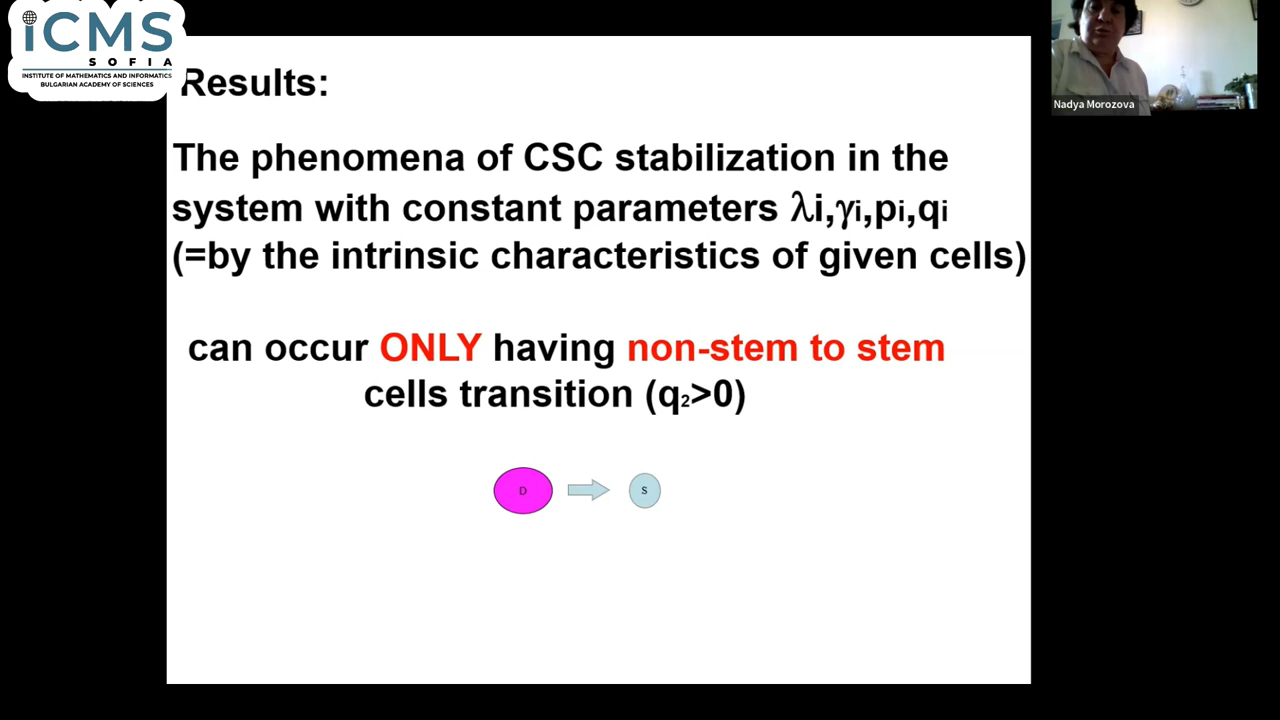 iCMS
SOFIA
INSTITUTE OF MATHEMATICS AND INFORMATICS
BULGARIAN ACADEMY OF SCIENCES
Nadya Morozova
Results:
The phenomena of CSC stabilization in the
system with constant parameters λi,γi,pi,qi
(=by the intrinsic characteristics of given cells)
can occur ONLY having non-stem to stem
cells transition (q₂>0)
D
S